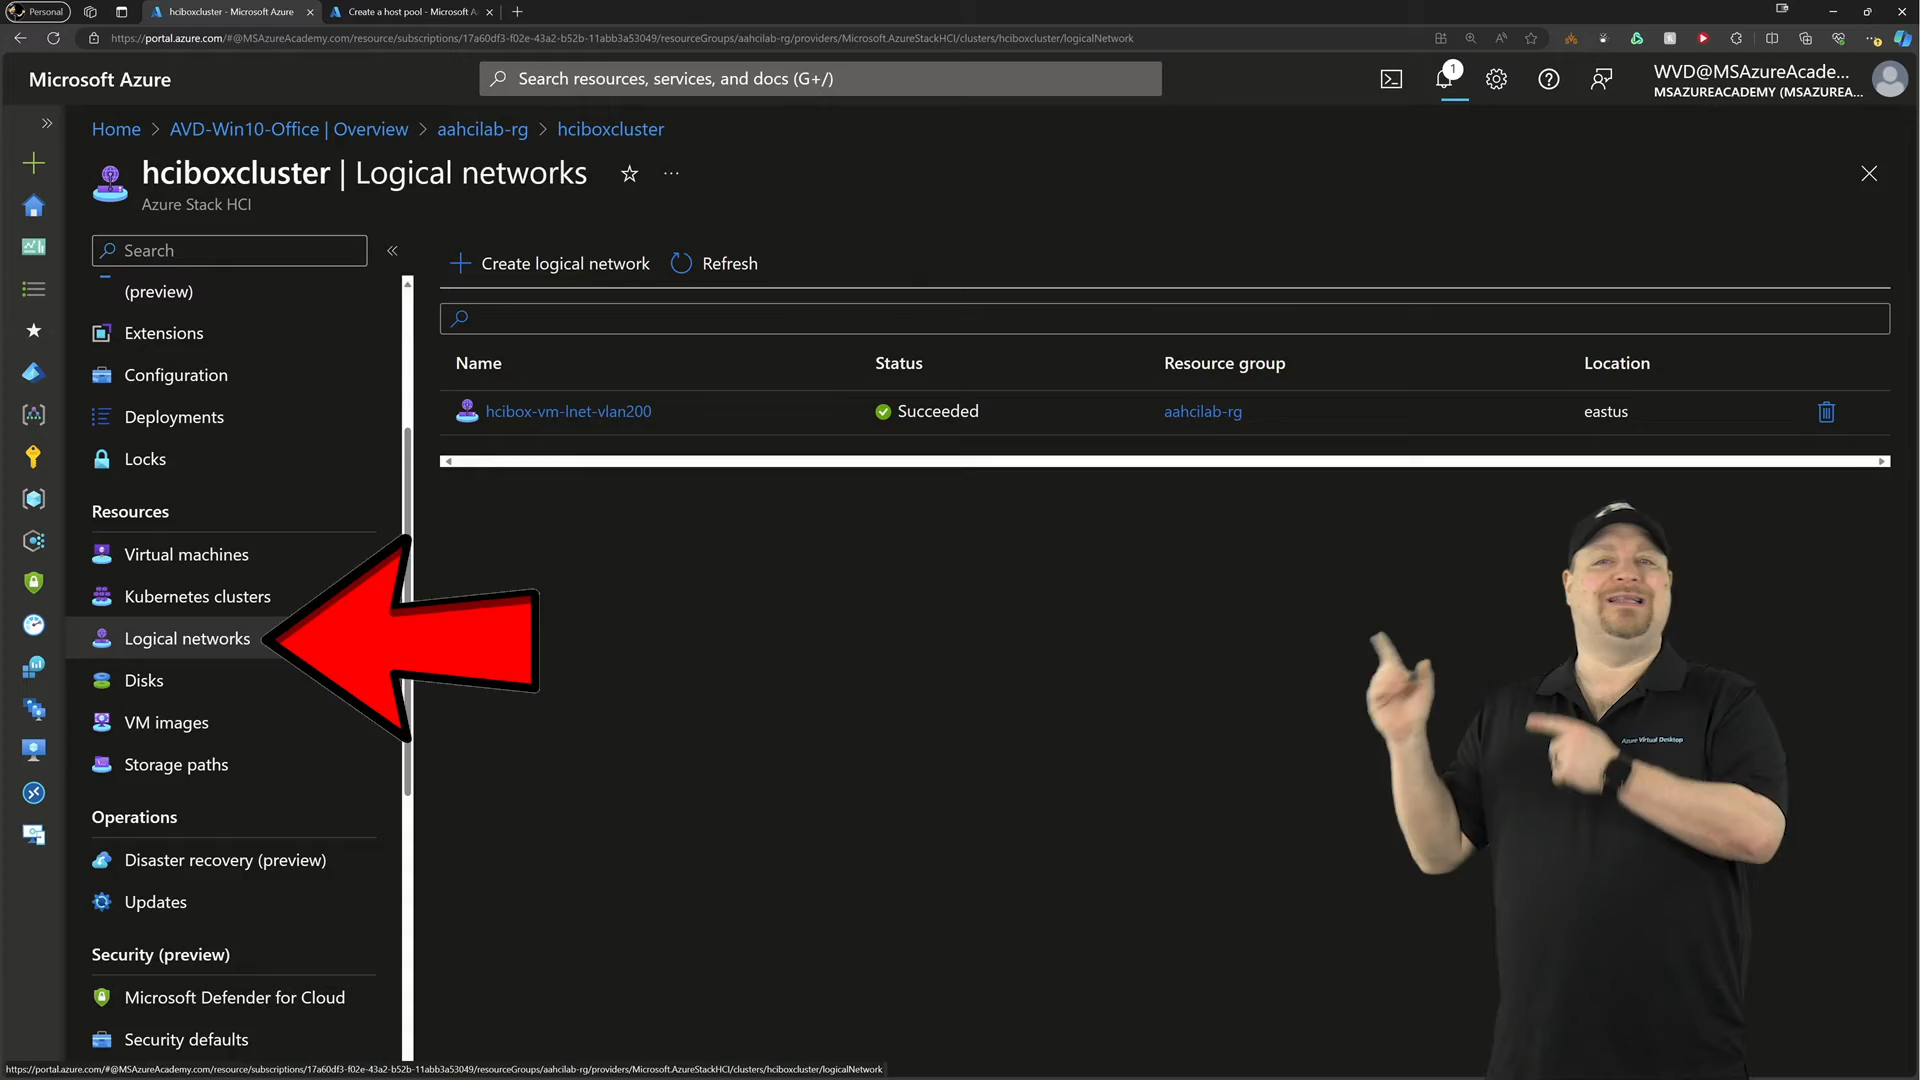 Personal
hciboxcluster - Microsoft Azure
Create a host pool - Microsoft A
https://portal.azure.com/#@MSAzureAcademy.com/resource/subscriptions/17a60df3-f02e-43a2-b52b-11abb3a53049/resourceGroups/aahcilab-rg/providers/Microsoft.AzureStackHCI/clusters/hciboxcluster/logicalNetwork
Microsoft Azure
Search resources, services, and docs (G+/)
1
WVD@MSAzureAcade...
MSAZUREACADEMY (MSAZUREA...
Home > AVD-Win10-Office | Overview > aahcilab-rg > hciboxcluster
hciboxcluster | Logical networks
Azure Stack HCI
Search
(preview)
Extensions
Configuration
Deployments
Locks
Resources
Virtual machines
Kubernetes clusters
Logical networks
Disks
VM images
Storage paths
Operations
Disaster recovery (preview)
Updates
Security (preview)
Microsoft Defender for Cloud
Security defaults
Create logical network
Refresh
Name Status Resource group Location
hcibox-vm-lnet-vlan200 Succeeded aahcilab-rg eastus
Azure Virtual Desktop
https://portal.azure.com/#@MSAzureAcademy.com/resource/subscriptions/17a60df3-f02e-43a2-b52b-11abb3a53049/resourceGroups/aahcilab-rg/providers/Microsoft.AzureStackHCI/clusters/hciboxcluster/logicalNetwork